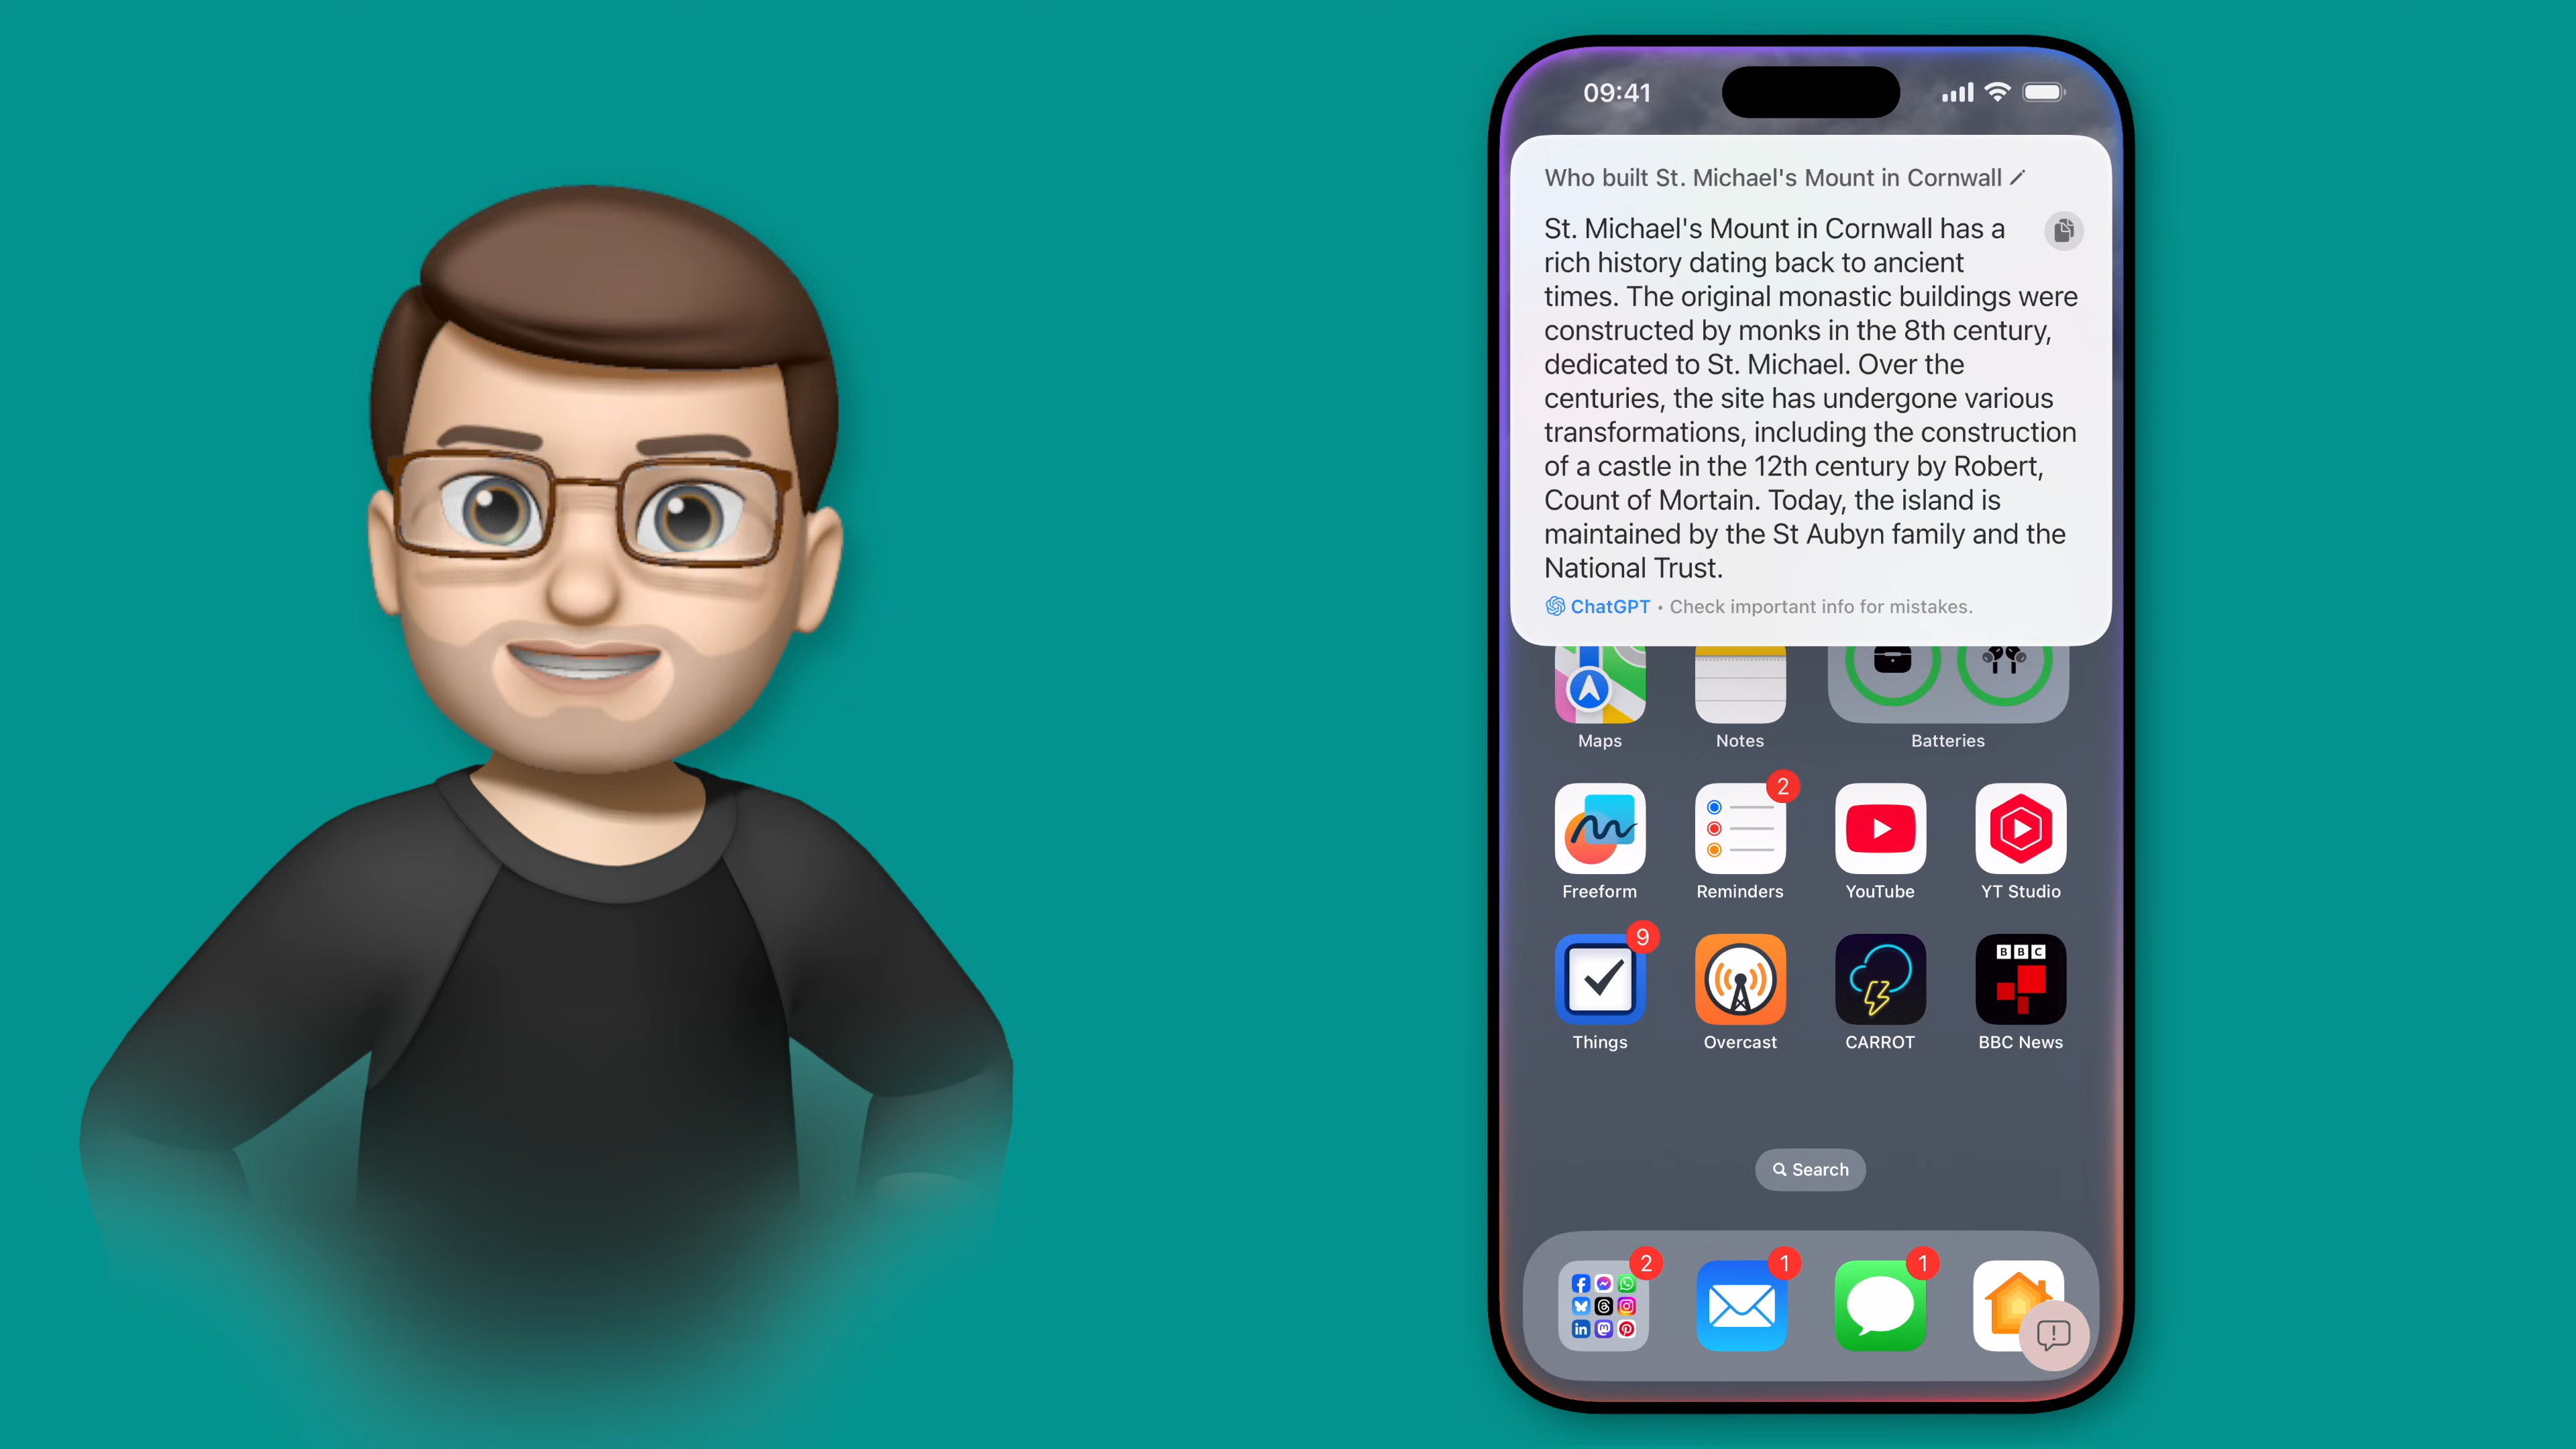 09:41
Who built St. Michael's Mount in Cornwall
St. Michael's Mount in Cornwall has a
rich history dating back to ancient
times. The original monastic buildings were
constructed by monks in the 8th century,
dedicated to St. Michael. Over the
centuries, the site has undergone various
transformations, including the construction
of a castle in the 12th century by Robert,
Count of Mortain. Today, the island is
maintained by the St Aubyn family and the
National Trust.
ChatGPT • Check important info for mistakes.
Maps Notes Batteries
2
Freeform Reminders YouTube YT Studio
9
BBC
Things Overcast CARROT BBC News
Search
2 1 1
in